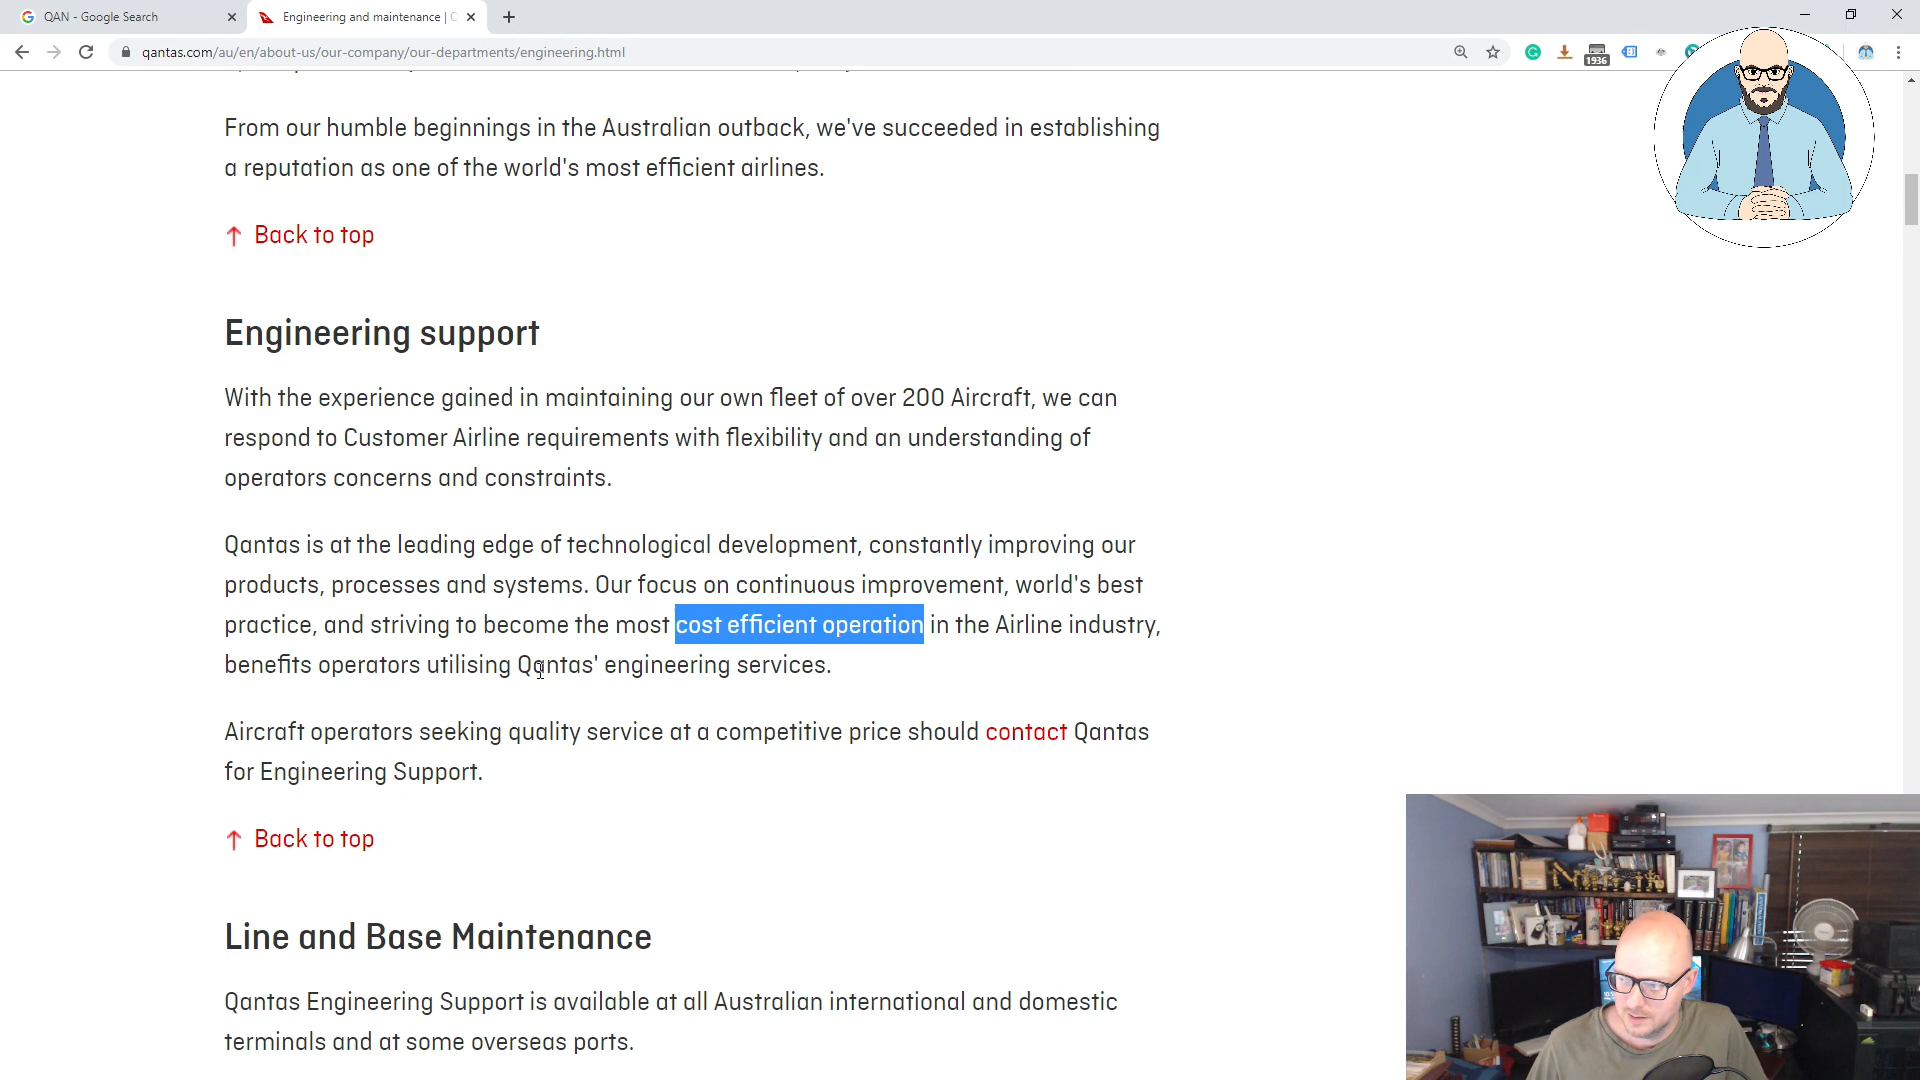 QAN - Google Search
Engineering and maintenance | Q
qantas.com/au/en/about-us/our-company/our-departments/engineering.html
1936
From our humble beginnings in the Australian outback, we've succeeded in establishing
a reputation as one of the world's most efficient airlines.
↑ Back to top
Engineering support
With the experience gained in maintaining our own fleet of over 200 Aircraft, we can
respond to Customer Airline requirements with flexibility and an understanding of
operators concerns and constraints.
Qantas is at the leading edge of technological development, constantly improving our
products, processes and systems. Our focus on continuous improvement, world's best
practice, and striving to become the most cost efficient operation in the Airline industry,
benefits operators utilising Qantas' engineering services.
Aircraft operators seeking quality service at a competitive price should contact Qantas
for Engineering Support.
↑ Back to top
Line and Base Maintenance
Qantas Engineering Support is available at all Australian international and domestic
terminals and at some overseas ports.